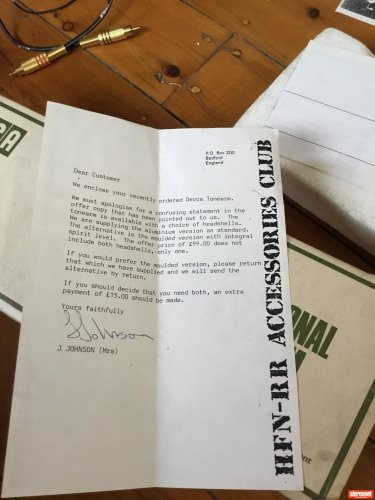 P.O. Box 200
Bedford
England
Dear Customer
We enclose your recently ordered Decca Tonearm.
We must apologise for a confusing statement in the
offer copy that has been pointed out to us. The
tonearm is available with a choice of headshells.
We are supplying the aluminium version as standard.
The alternative is the moulded version with integral
spirit level. The offer price of £99.00 does not
include both headshells, only one.
If you would prefer the moulded version, please return
that which we have supplied and we will send the
alternative by return.
If you should decide that you need both, an extra
payment of £15.00 should be made.
Yours faithfully
J Johnson
J JOHNSON (Mrs)
HFN-RR ACCESSORIES CLUB
CA
ONAL
stereonet